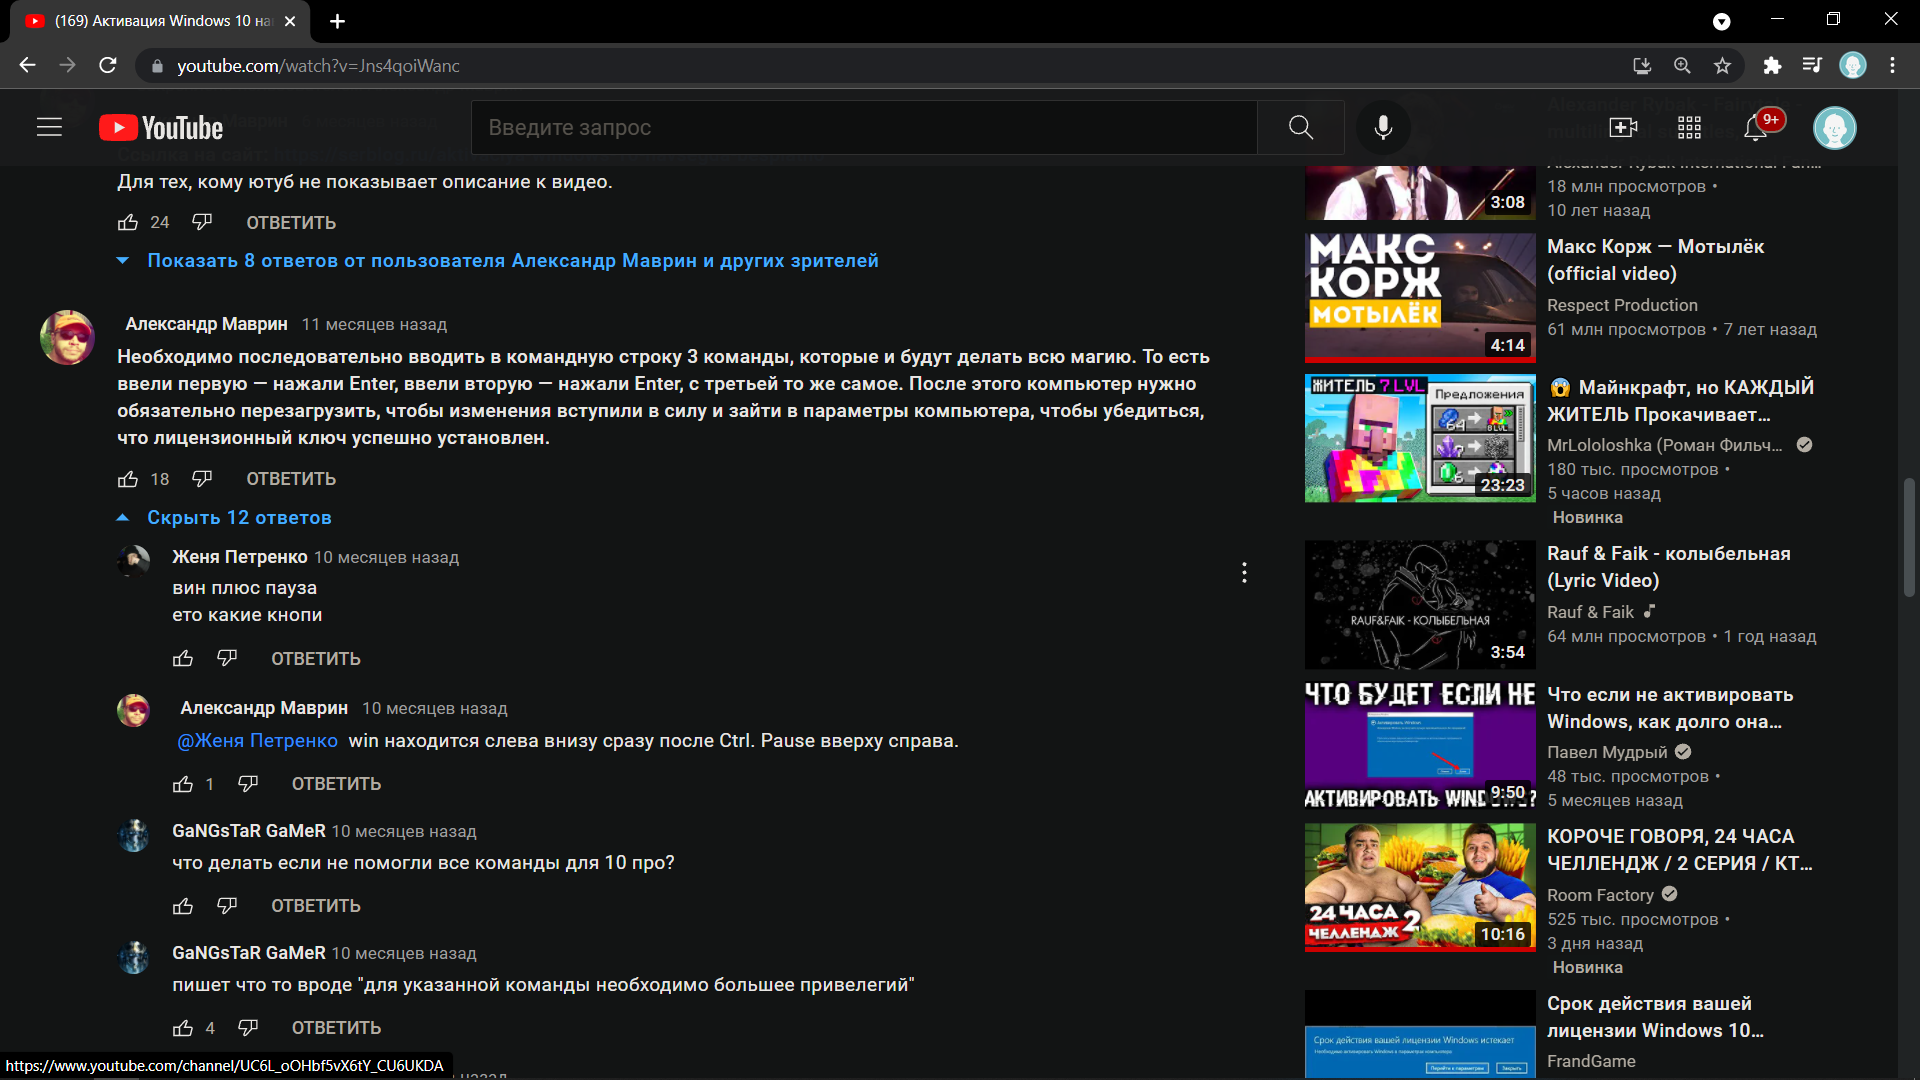 (169) Активация Windows 10 на
youtube.com/watch?v=Jns4qoiWanc
YouTube
Введите запрос
9+
Для тех, кому ютуб не показывает описание к видео.
24 ОТВЕТИТЬ
Показать 8 ответов от пользователя Александр Маврин и других зрителей
Александр Маврин 11 месяцев назад
Необходимо последовательно вводить в командную строку 3 команды, которые и будут делать всю магию. То есть
ввели первую — нажали Enter, ввели вторую — нажали Enter, с третьей то же самое. После этого компьютер нужно
обязательно перезагрузить, чтобы изменения вступили в силу и зайти в параметры компьютера, чтобы убедиться,
что лицензионный ключ успешно установлен.
18 ОТВЕТИТЬ
Скрыть 12 ответов
Женя Петренко 10 месяцев назад
вин плюс пауза
ето какие кнопи
ОТВЕТИТЬ
Александр Маврин 10 месяцев назад
@Женя Петренко win находится слева внизу сразу после Ctrl. Pause вверху справа.
1 ОТВЕТИТЬ
GaNGsTaR GaMeR 10 месяцев назад
что делать если не помогли все команды для 10 про?
ОТВЕТИТЬ
GaNGsTaR GaMeR 10 месяцев назад
пишет что то вроде "для указанной команды необходимо большее привелегий"
4 ОТВЕТИТЬ
https://www.youtube.com/channel/UC6L_oOHbf5vX6tY_CU6UKDA
3:08
18 млн просмотров •
10 лет назад
МАКС
КОРЖ
МОТЫЛЁК
4:14
Макс Корж — Мотылёк
(official video)
Respect Production
61 млн просмотров • 7 лет назад
ЖИТЕЛЬ 7 LVL
Предложения
64
8 LVL
23:23
😱 Майнкрафт, но КАЖДЫЙ
ЖИТЕЛЬ Прокачивает...
MrLololoshka (Роман Фильч...
180 тыс. просмотров •
5 часов назад
Новинка
RAUF&FAIK - КОЛЫБЕЛЬНАЯ
3:54
Rauf & Faik - колыбельная
(Lyric Video)
Rauf & Faik
64 млн просмотров • 1 год назад
ЧТО БУДЕТ ЕСЛИ НЕ
АКТИВИРОВАТЬ WINDOWS?
9:50
Что если не активировать
Windows, как долго она...
Павел Мудрый
48 тыс. просмотров •
5 месяцев назад
24 ЧАСА
ЧЕЛЛЕНДЖ 2
10:16
КОРОЧЕ ГОВОРЯ, 24 ЧАСА
ЧЕЛЛЕНДЖ / 2 СЕРИЯ / КТ...
Room Factory
525 тыс. просмотров •
3 дня назад
Новинка
Срок действия вашей лицензии Windows истекает
Срок действия вашей
лицензии Windows 10...
FrandGame